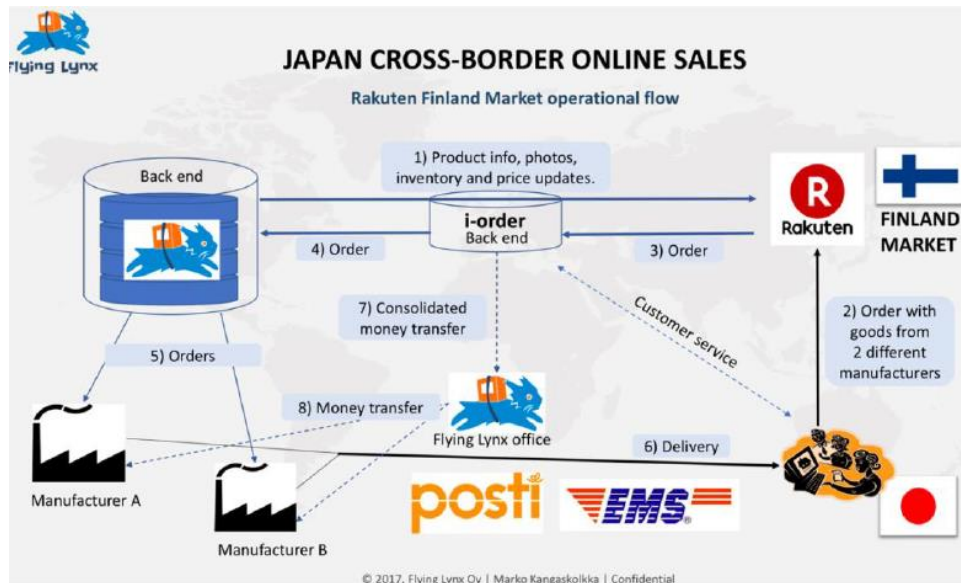 Flying Lynx
JAPAN CROSS-BORDER ONLINE SALES
Rakuten Finland Market operational flow
Back end
1) Product info, photos,
inventory and price updates.
i-order
Back end
4) Order
3) Order
R
Rakuten
FINLAND
MARKET
7) Consolidated
money transfer
Customer service
2) Order with
goods from
2 different
manufacturers
5) Orders
8) Money transfer
Flying Lynx office
6) Delivery
Manufacturer A
Manufacturer B
posti
EMS®
© 2017, Flying Lynx Oy | Marko Kangaskolkka | Confidential